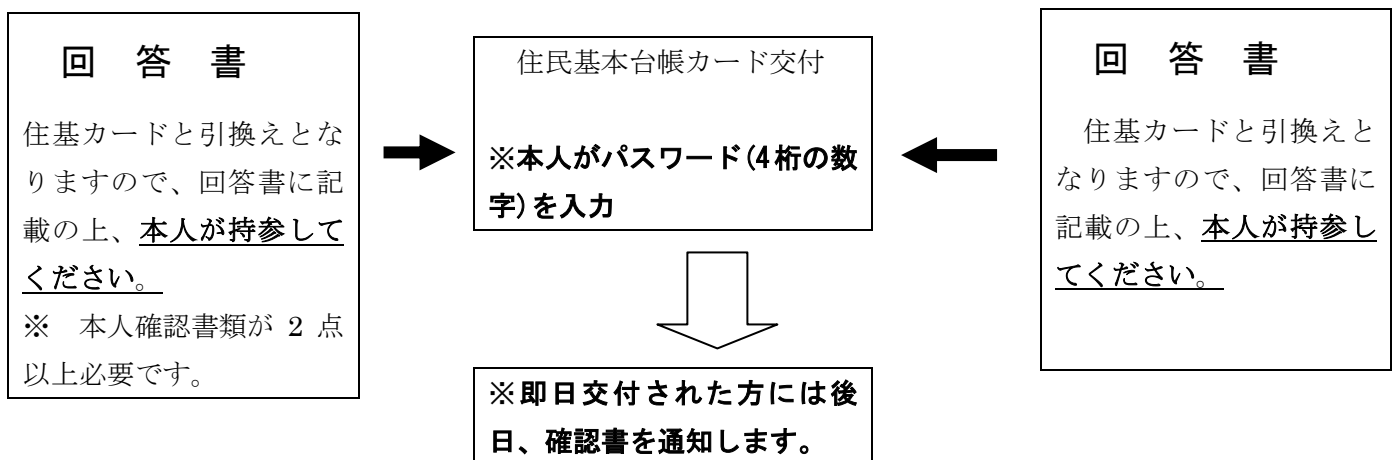 回　答　書
住基カードと引換えとな
りますので、回答書に記
載の上、本人が持参して
ください。
※　本人確認書類が 2 点
以上必要です。
住民基本台帳カード交付
※本人がパスワード(4桁の数
字)を入力
※即日交付された方には後
日、確認書を通知します。
回　答　書
　住基カードと引換えと
なりますので、回答書に
記載の上、本人が持参し
てください。